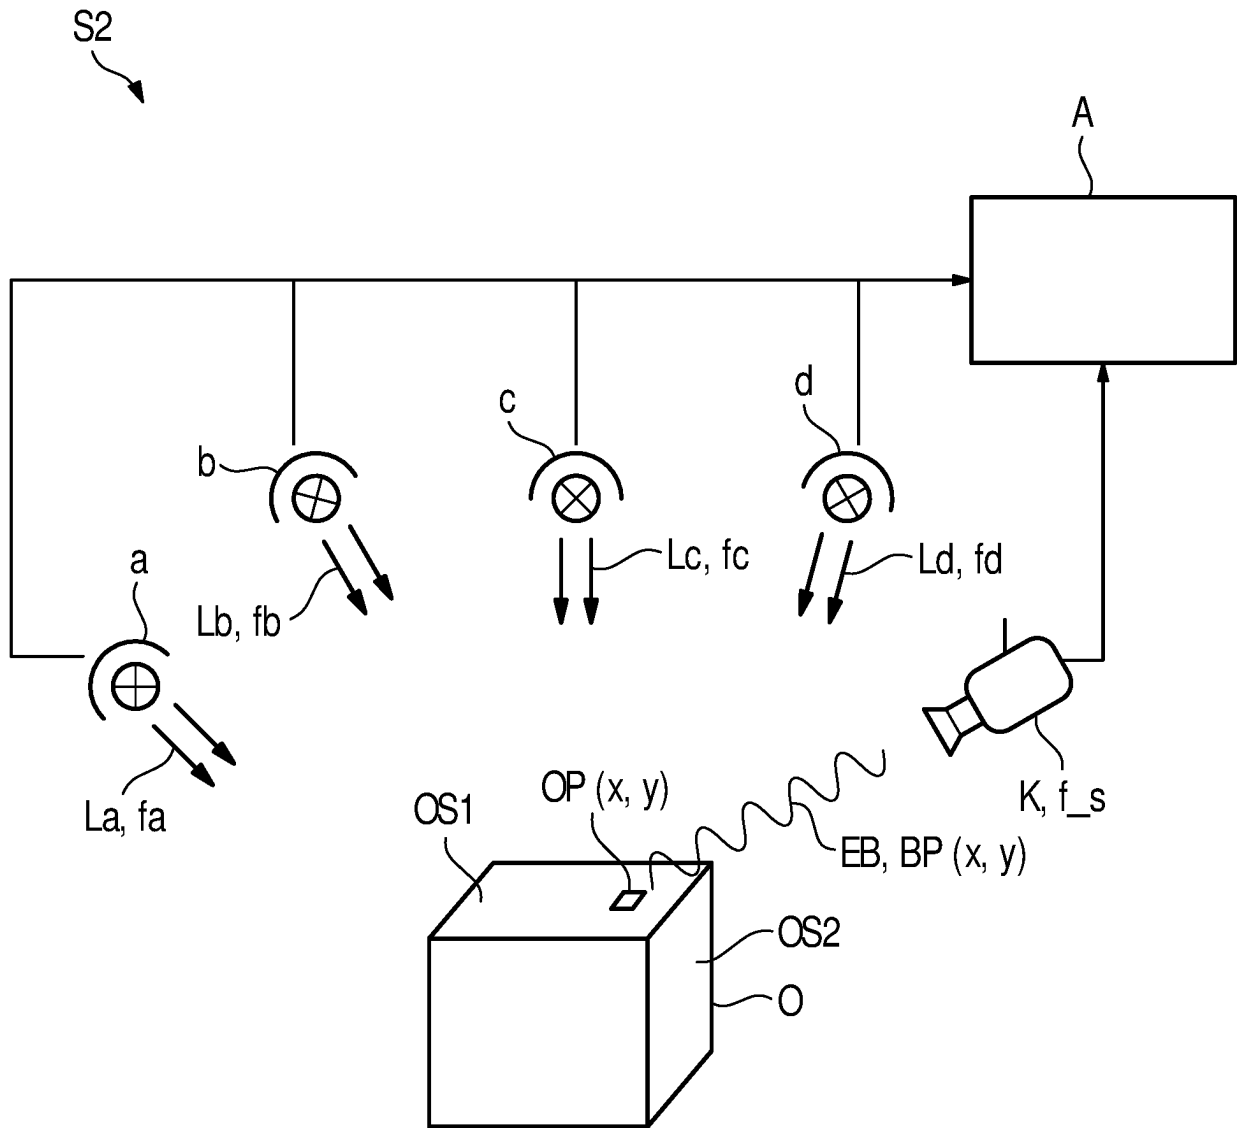 S2
A
c
d
b
Lc, fc
Ld, fd
a
Lb, fb
OP (x, y)
K, f_s
OS1
La, fa
EB, BP (x, y)
OS2
O